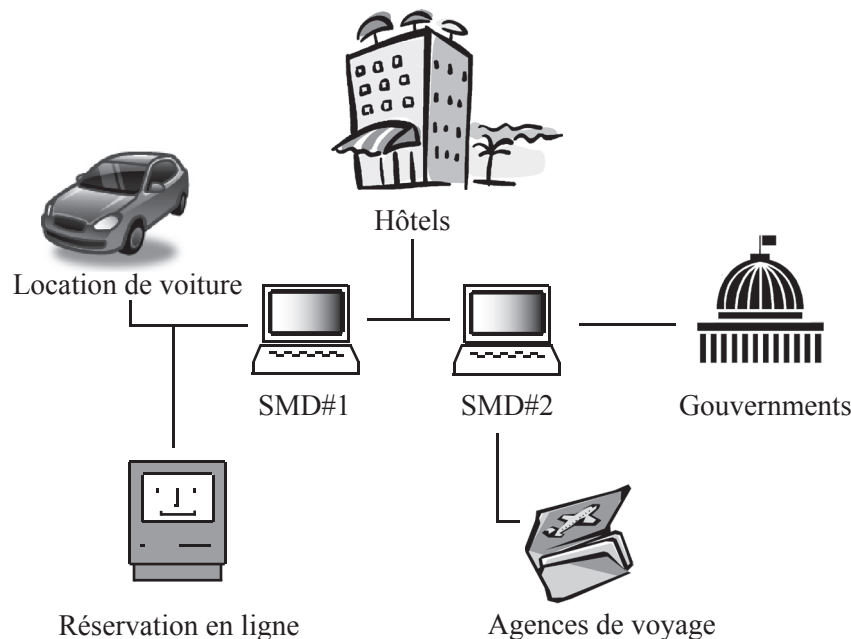 Hôtels
Location de voiture
SMD#1
SMD#2
Gouvernments
Réservation en ligne
Agences de voyage